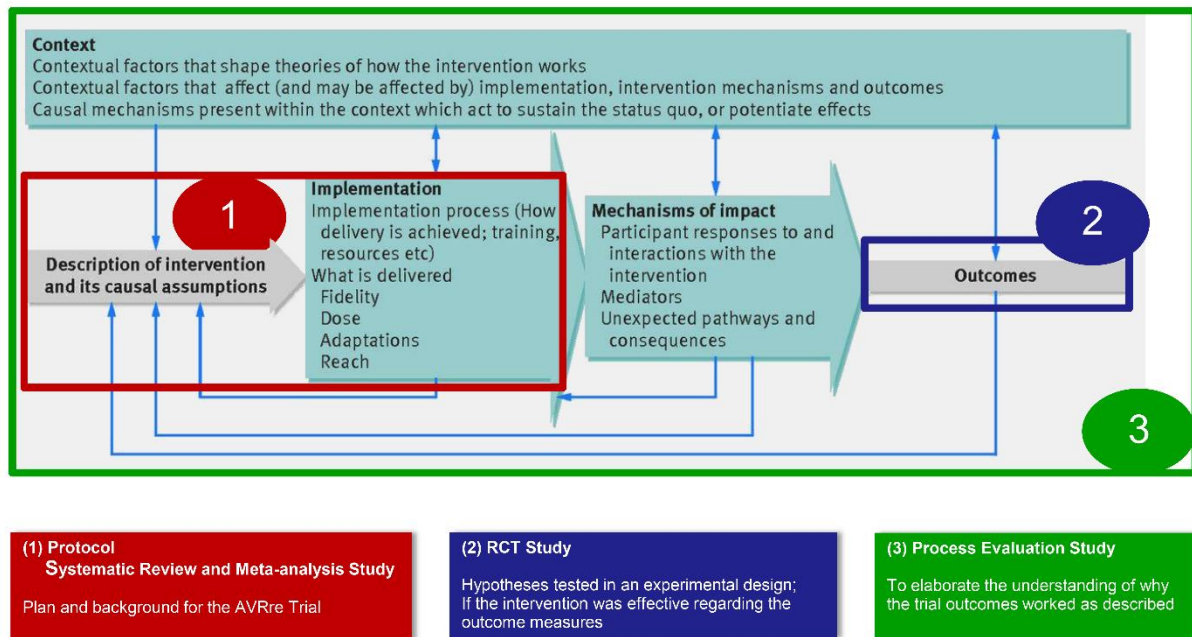 Context
Contextual factors that shape theories of how the intervention works
Contextual factors that affect (and may be affected by) implementation, intervention mechanisms and outcomes
Causal mechanisms present within the context which act to sustain the status quo, or potentiate effects
1
Description of intervention
and its causal assumptions
Implementation
Implementation process (How
delivery is achieved; training,
resources etc)
What is delivered
Fidelity
Dose
Adaptations
Reach
Mechanisms of impact
Participant responses to and
interactions with the
intervention
Mediators
Unexpected pathways and
consequences
2
Outcomes
3
(1) Protocol
Systematic Review and Meta-analysis Study
Plan and background for the AVRre Trial
(2) RCT Study
Hypotheses tested in an experimental design;
If the intervention was effective regarding the
outcome measures
(3) Process Evaluation Study
To elaborate the understanding of why
the trial outcomes worked as described